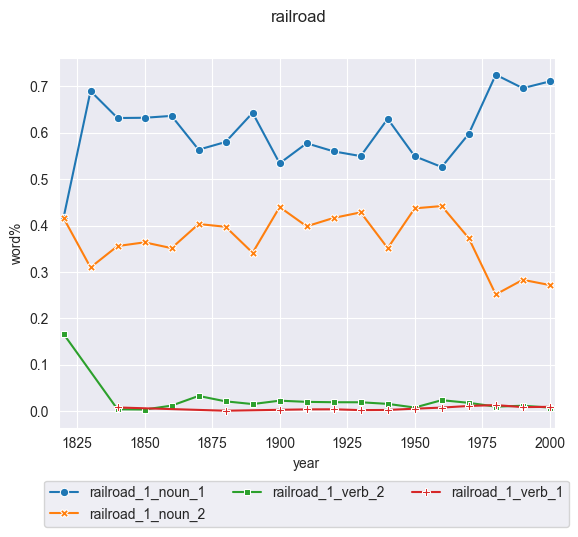 railroad
0.7
0.6
0.5
0.4
0.3
0.2
0.1
0.0
word%
1825 1850 1875 1900 1925 1950 1975 2000
year
railroad_1_noun_1 railroad_1_verb_2 railroad_1_verb_1
railroad_1_noun_2